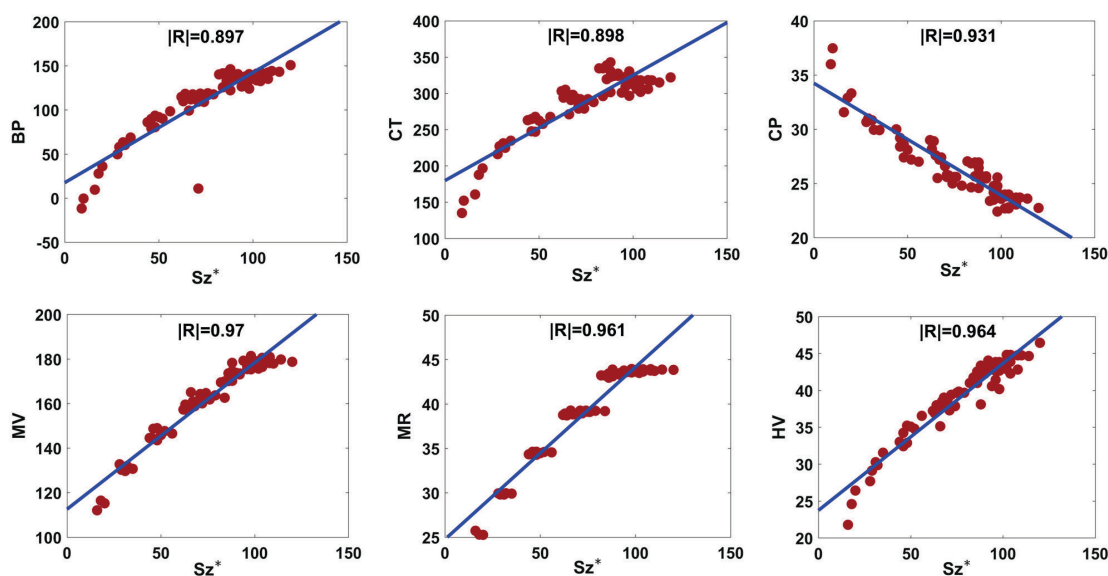 |R|=0.897
200
150
100
50
0
-50
BP
0 50 100 150
Sz*
|R|=0.898
400
350
300
250
200
150
100
CT
0 50 100 150
Sz*
|R|=0.931
40
35
30
25
20
CP
0 50 100 150
Sz*
|R|=0.97
200
180
160
140
120
100
MV
0 50 100 150
Sz*
|R|=0.961
50
45
40
35
30
25
MR
0 50 100 150
Sz*
|R|=0.964
50
45
40
35
30
25
20
HV
0 50 100 150
Sz*